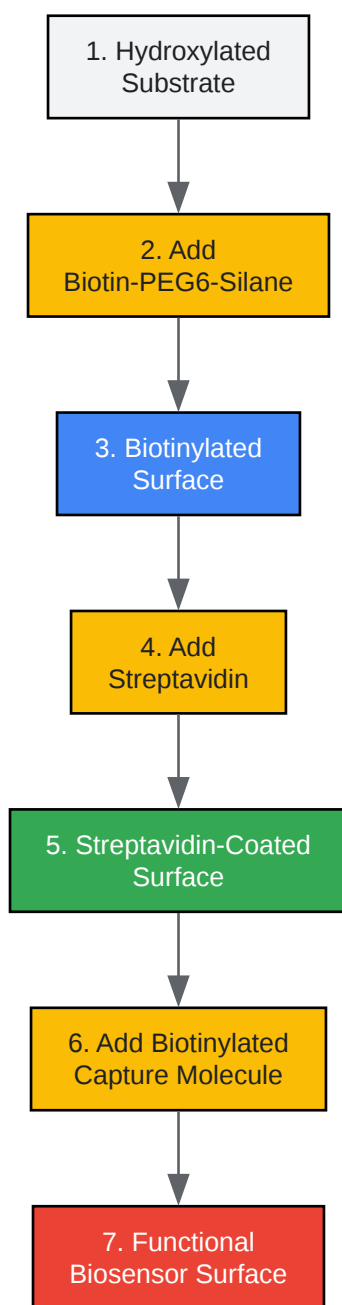 1. Hydroxylated
Substrate
2. Add
Biotin-PEG6-Silane
3. Biotinylated
Surface
4. Add
Streptavidin
5. Streptavidin-Coated
Surface
6. Add Biotinylated
Capture Molecule
7. Functional
Biosensor Surface